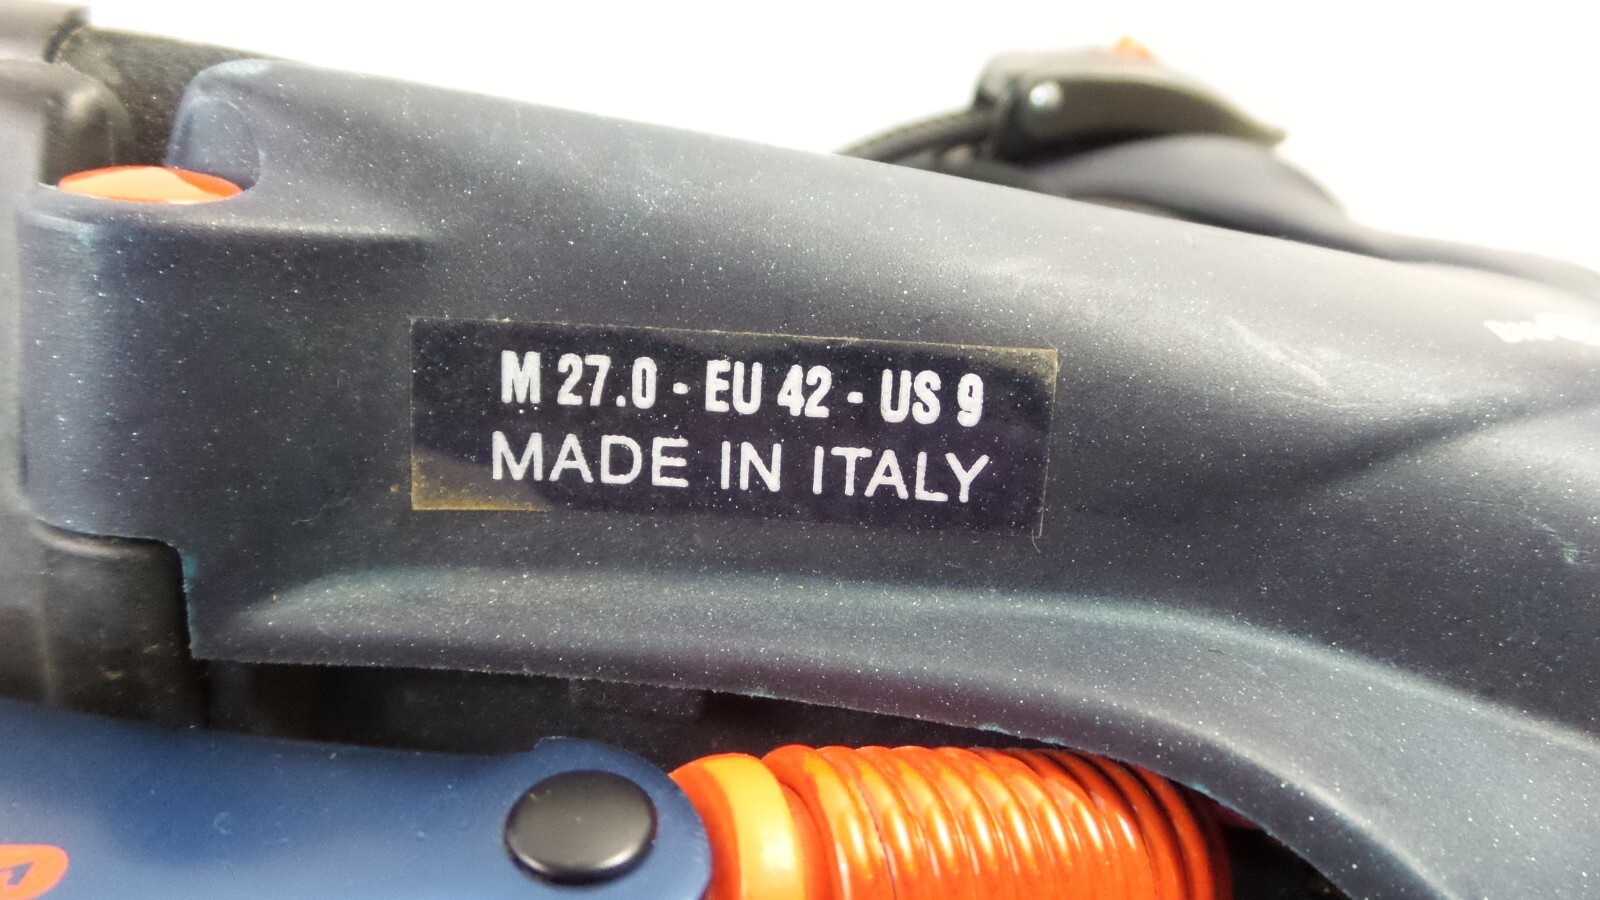 M 27.0 - EU 42 - US 9
MADE IN ITALY